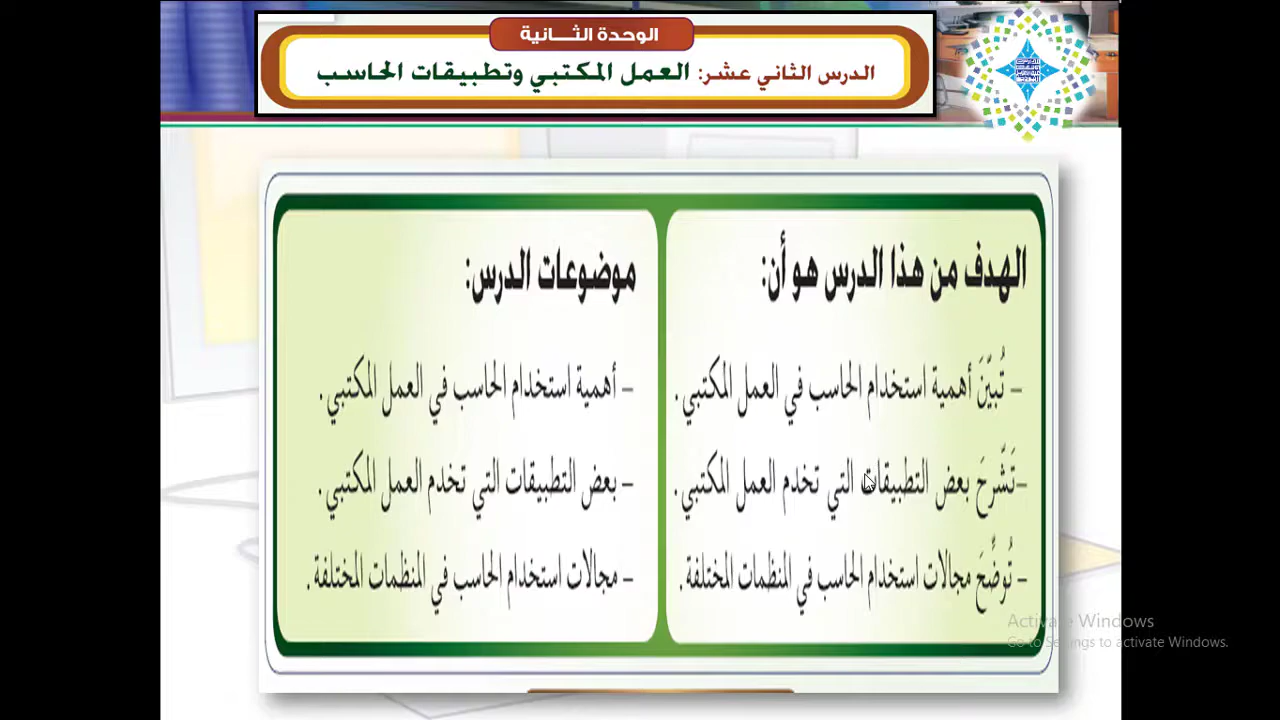 الوحدة الثـــانية
الدرس الثاني عشر: العمل المكتبي وتطبيقات الحاسب
الهدف من هذا الدرس هو أن:
– تُبيِّنَ أهمية استخدام الحاسب في العمل المكتبي.
–تَشْرحَ بعض التطبيقات التي تخدم العمل المكتبي.
– تُوضِّحَ مجالات استخدام الحاسب في المنظمات المختلفة.
موضوعات الدرس:
– أهمية استخدام الحاسب في العمل المكتبي.
– بعض التطبيقات التي تخدم العمل المكتبي.
– مجالات استخدام الحاسب في المنظمات المختلفة.
Activate Windows
Go to Settings to activate Windows.